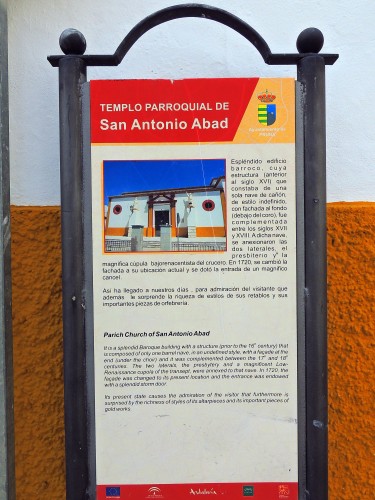 TEMPLO PARROQUIAL DE
San Antonio Abad
Espléndido edificio
barroco, cuya
estructura (anterior
al siglo XVI) que
constaba de una
sola nave de cañón,
de estilo indefinido,
con fachada al fondo
(debajo del coro), fue
complementada
entre los siglos XVII
y XVIII. A dicha nave,
se anexionaron las
dos laterales, el
presbiterio y la
magnífica cúpula bajorenacentista del crucero. En 1720, se cambió la
fachada a su ubicación actual y se dotó la entrada de un magnífico
cancel.
Así ha llegado a nuestros días , para admiración del visitante que
además le sorprende la riqueza de estilos de sus retablos y sus
importantes piezas de orfebrería.
Parich Church of San Antonio Abad
It is a splendid Baroque building with a structure (prior to the 16th century) that
is composed of only one barrel nave, in an undefined style, with a façade at the
end (under the choir) and it was complemented between the 17th and 18th
centuries. The two laterals, the presbytery and a magnificent Low-
Renaissance cupola of the transept, were annexed to that nave. In 1720, the
façade was changed to its present location and the entrance was endowed
with a splendid storm door.
Its present state causes the admiration of the visitor that furthermore is
surprised by the richness of styles of its altarpieces and its important pieces of
gold works.
Andalucía